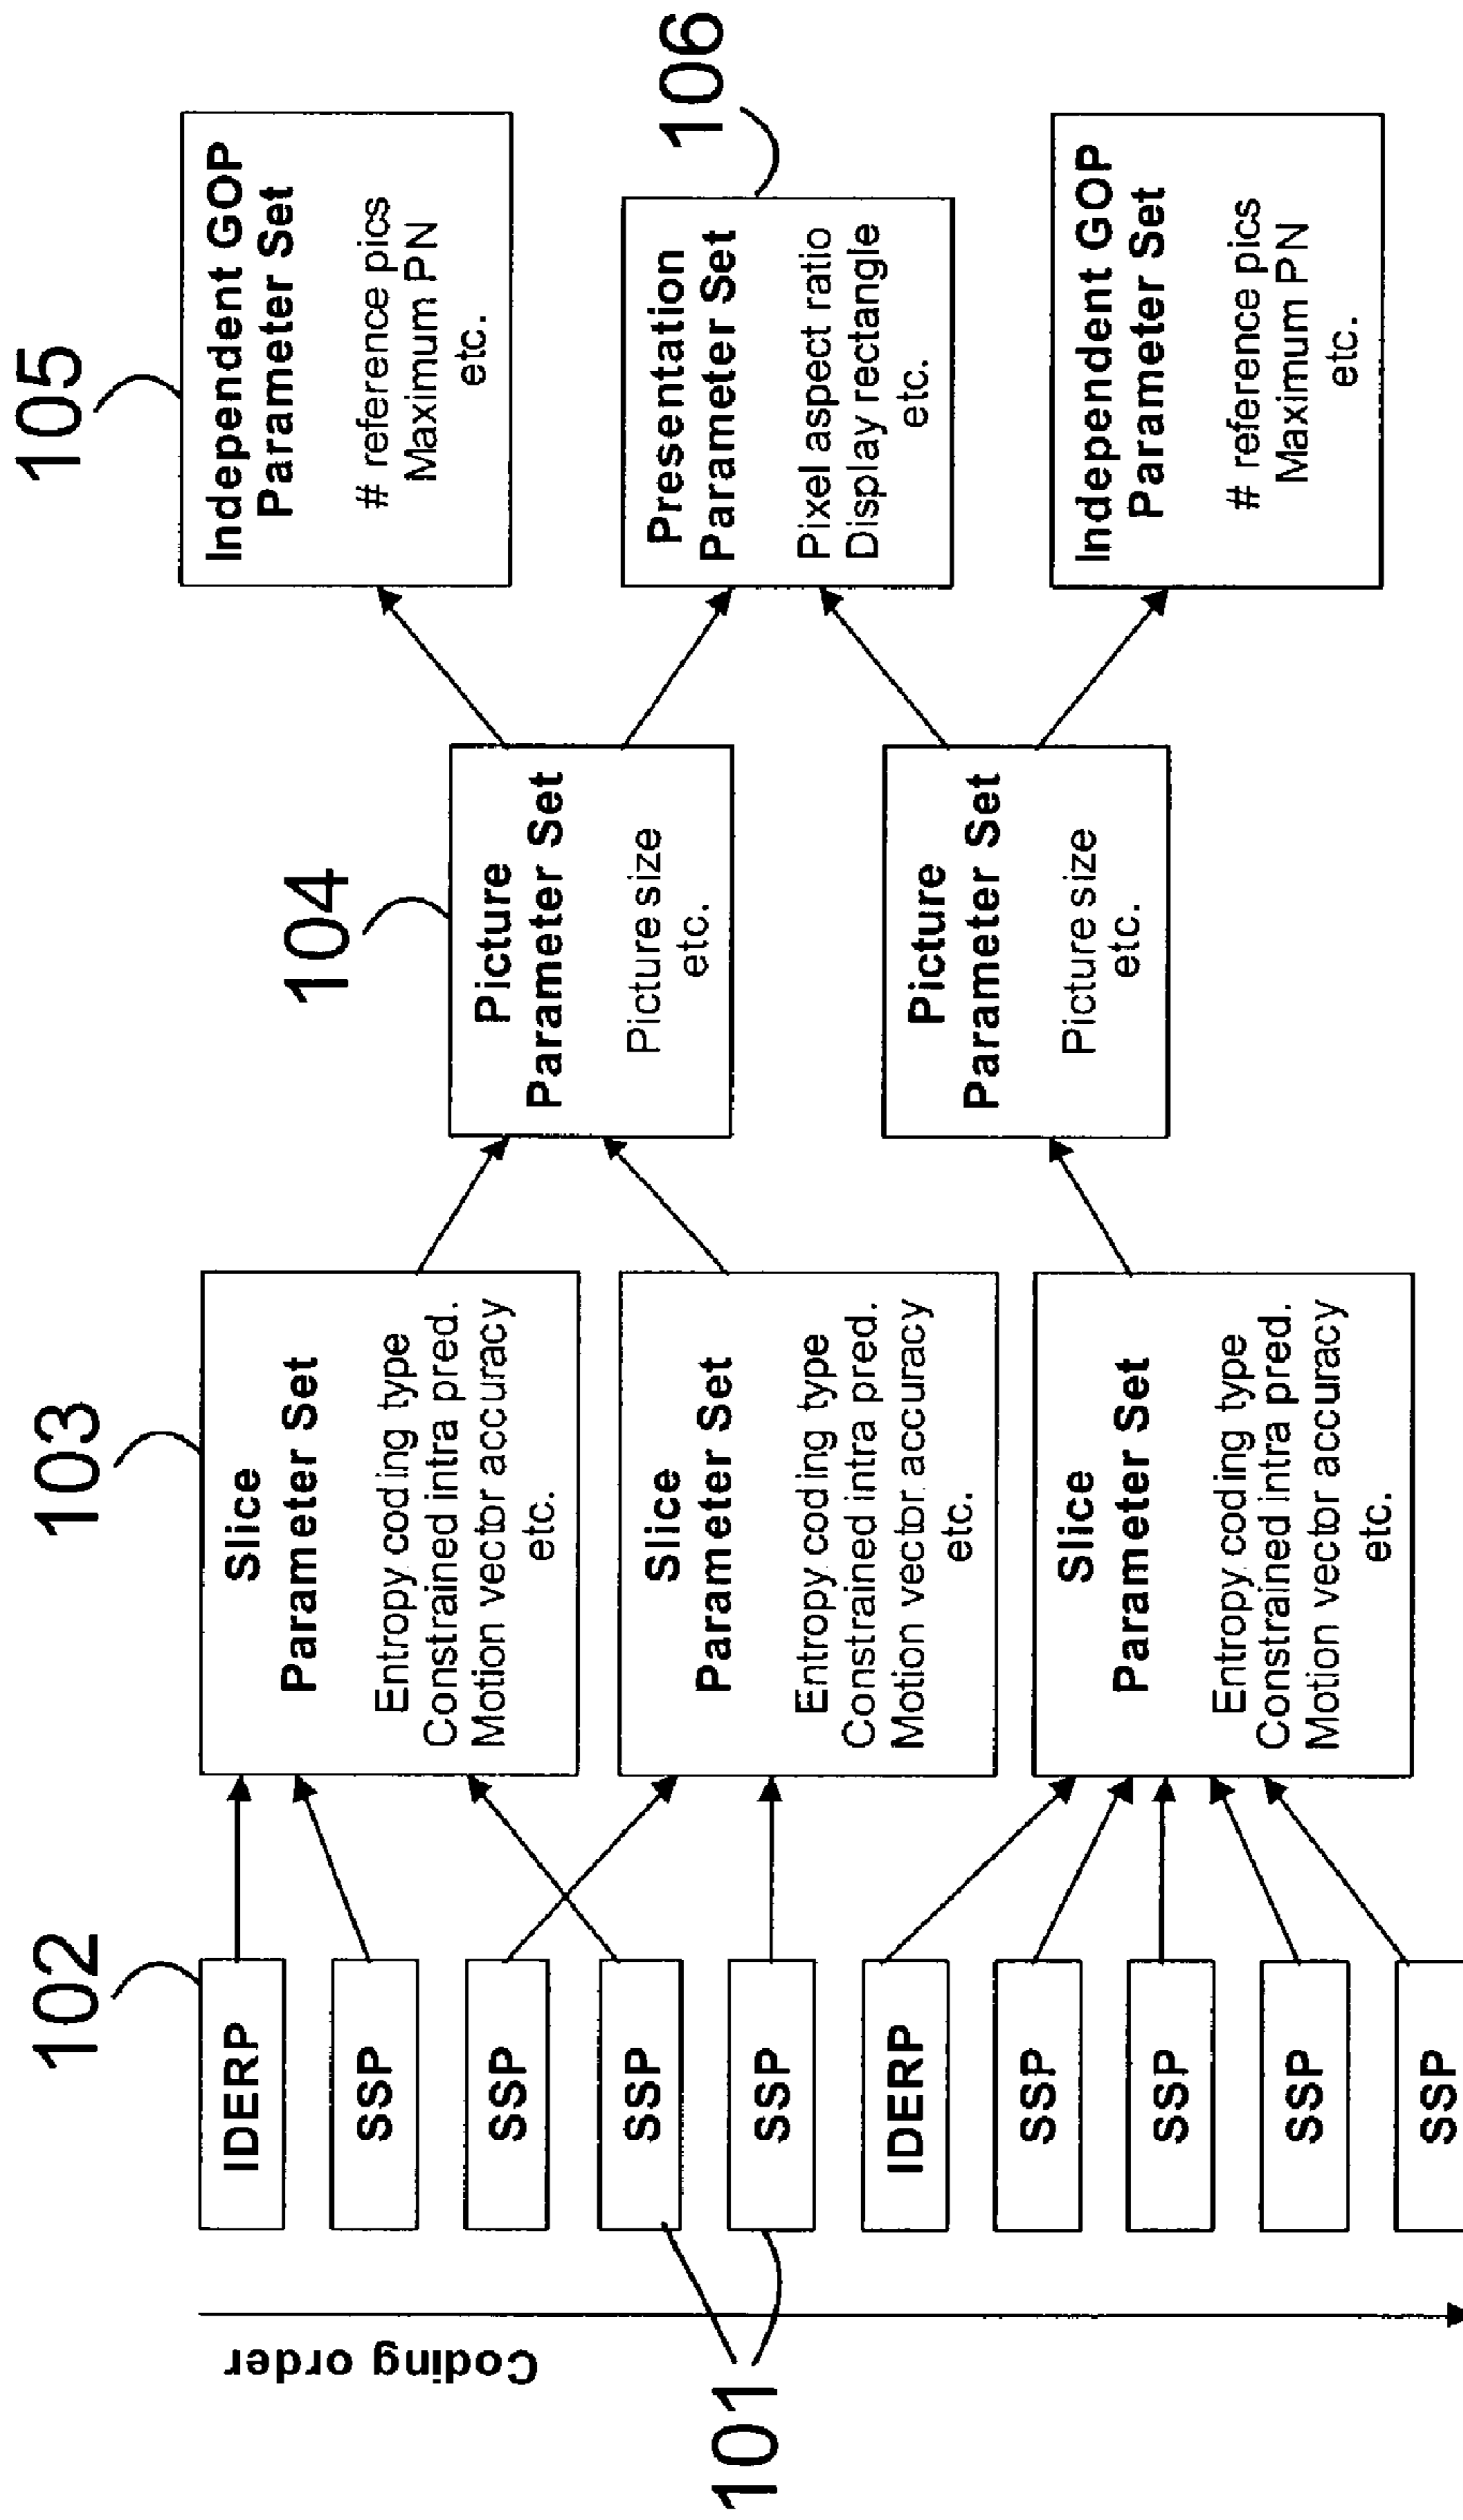 102
103
104
105
106
101
Coding order
IDERP
SSP
SSP
SSP
SSP
IDERP
SSP
SSP
SSP
SSP
Slice
Parameter Set
Entropy coding type
Constrained intra pred.
Motion vector accuracy
etc.
Slice
Parameter Set
Entropy coding type
Constrained intra pred.
Motion vector accuracy
etc.
Slice
Parameter Set
Entropy coding type
Constrained intra pred.
Motion vector accuracy
etc.
Picture
Parameter Set
Picture size
etc.
Picture
Parameter Set
Picture size
etc.
Independent GOP
Parameter Set
# reference pics
Maximum PN
etc.
Presentation
Parameter Set
Pixel aspect ratio
Display rectangle
etc.
Independent GOP
Parameter Set
# reference pics
Maximum PN
etc.